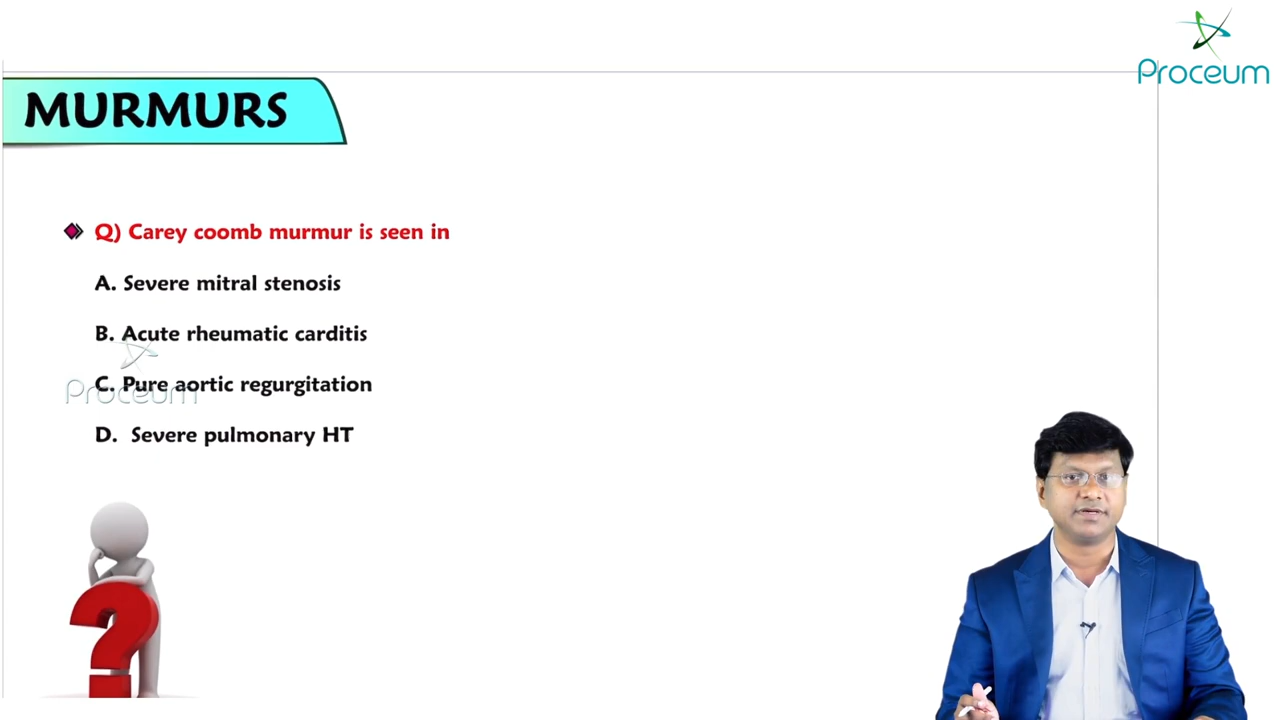 Proceum
MURMURS
Q) Carey coomb murmur is seen in
A. Severe mitral stenosis
B. Acute rheumatic carditis
C. Pure aortic regurgitation
Proceum
D. Severe pulmonary HT